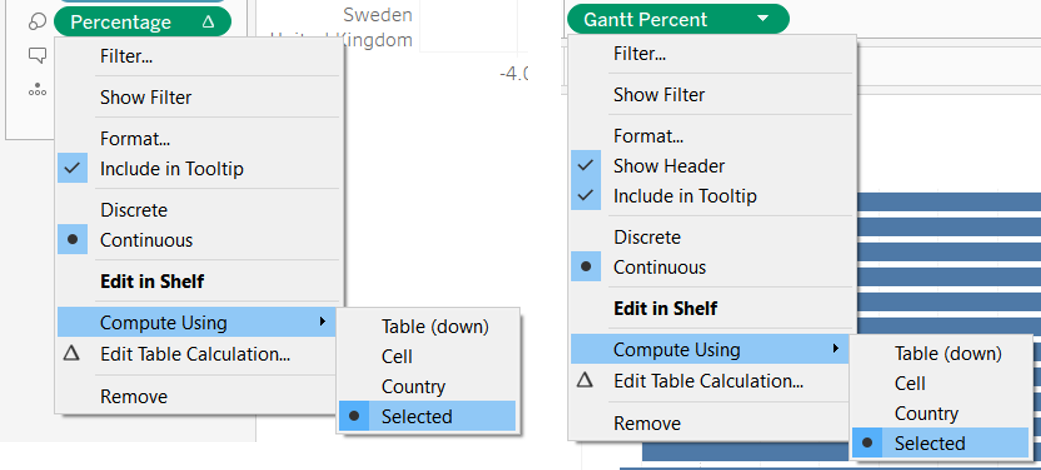 Percentage
Filter...
Show Filter
Format...
Include in Tooltip
Discrete
Continuous
Edit in Shelf
Compute Using
Edit Table Calculation...
Remove
Table (down)
Cell
Country
Selected
Sweden
United Kingdom
-4.0
Gantt Percent
Filter...
Show Filter
Format...
Show Header
Include in Tooltip
Discrete
Continuous
Edit in Shelf
Compute Using
Edit Table Calculation...
Remove
Table (down)
Cell
Country
Selected